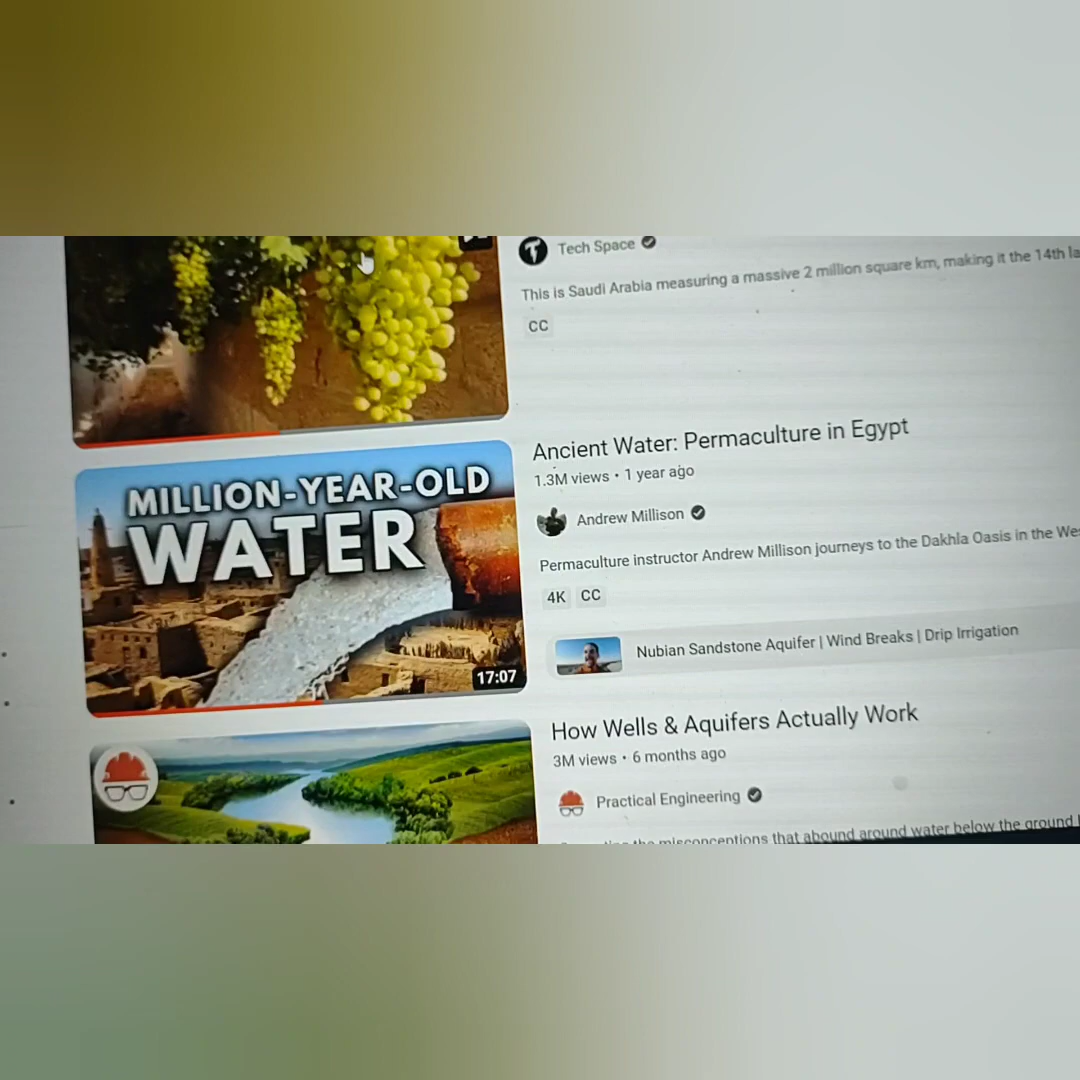 Tech Space
This is Saudi Arabia measuring a massive 2 million square km, making it the 14th
CC
MILLION-YEAR-OLD
WATER
17:07
Ancient Water: Permaculture in Egypt
1.3M views • 1 year ago
Andrew Millison
Permaculture instructor Andrew Millison journeys to the Dakhla Oasis in the
4K CC
Nubian Sandstone Aquifer | Wind Breaks | Drip Irrigation
How Wells & Aquifers Actually Work
3M views • 6 months ago
Practical Engineering
the misconceptions that abound around water below the ground